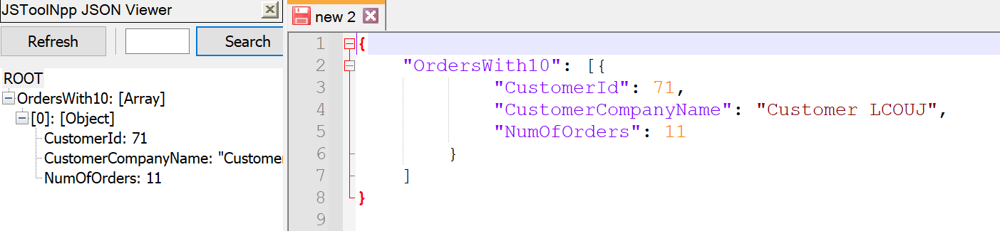 JSToolNpp JSON Viewer
Refresh
Search
ROOT
OrdersWith10: [Array]
[0]: [Object]
CustomerId: 71
CustomerCompanyName: "Customer
NumOfOrders: 11
new 2
1 {
2 "OrdersWith10": [{
3 "CustomerId": 71,
4 "CustomerCompanyName": "Customer LCOUJ",
5 "NumOfOrders": 11
6 }
7 ]
8 }
9